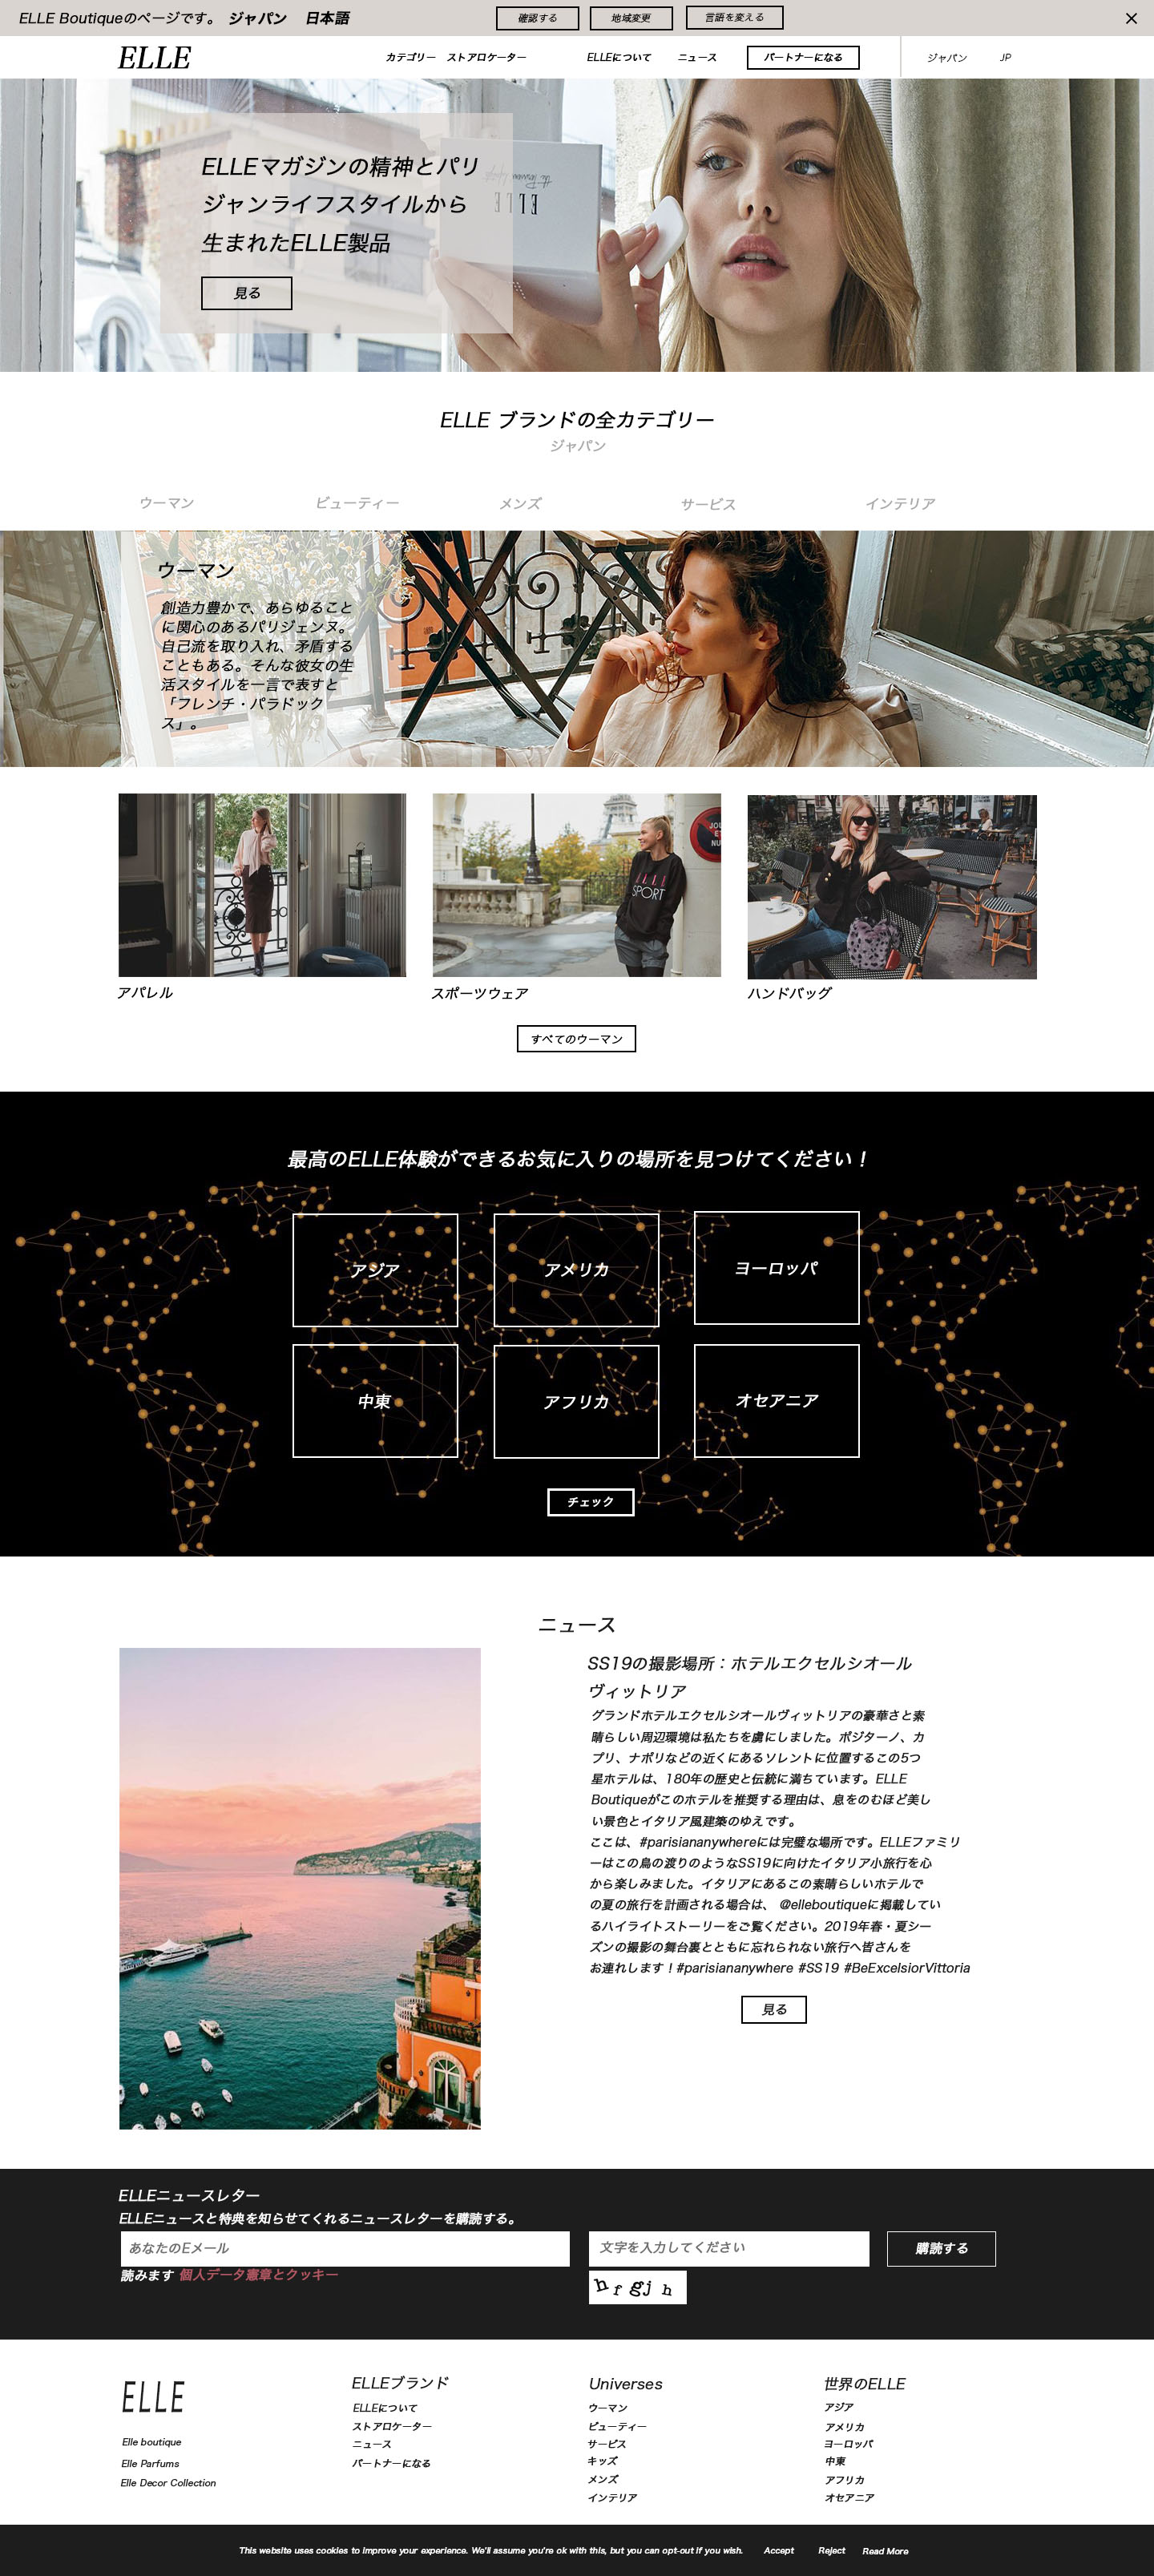 ELLE Boutiqueのページです。 ジャパン 日本語 確認する 地域変更 言語を変える
ELLE カテゴリー ストアロケーター ELLEについて ニュース パートナーになる ジャパン JP
ELLEマガジンの精神とパリ
ジャンライフスタイルから
生まれたELLE製品
見る
ELLE
ELLE ブランドの全カテゴリー
ジャパン
ウーマン ビューティー メンズ サービス インテリア
ウーマン
創造力豊かで、あらゆること
に関心のあるパリジェンヌ。
自己流を取り入れ、矛盾する
こともある。そんな彼女の生
活スタイルを一言で表すと
「フレンチ・パラドック
ス」。
ELLE
SPORT
アパレル スポーツウェア ハンドバッグ
すべてのウーマン
最高のELLE体験ができるお気に入りの場所を見つけてください！
アジア アメリカ ヨーロッパ
中東 アフリカ オセアニア
チェック
ニュース
SS19の撮影場所：ホテルエクセルシオール
ヴィットリア
グランドホテルエクセルシオールヴィットリアの豪華さと素
晴らしい周辺環境は私たちを虜にしました。ポジターノ、カ
プリ、ナポリなどの近くにあるソレントに位置するこの5つ
星ホテルは、180年の歴史と伝統に満ちています。ELLE
Boutiqueがこのホテルを推奨する理由は、息をのむほど美し
い景色とイタリア風建築のゆえです。
ここは、#parisiananywhereには完璧な場所です。ELLEファミリ
ーはこの鳥の渡りのようなSS19に向けたイタリア小旅行を心
から楽しみました。イタリアにあるこの素晴らしいホテルで
の夏の旅行を計画される場合は、 @elleboutiqueに掲載してい
るハイライトストーリーをご覧ください。2019年春・夏シー
ズンの撮影の舞台裏とともに忘れられない旅行へ皆さんを
お連れします！#parisiananywhere #SS19 #BeExcelsiorVittoria
見る
ELLEニュースレター
ELLEニュースと特典を知らせてくれるニュースレターを購読する。
あなたのEメール 文字を入力してください 購読する
読みます 個人データ憲章とクッキー
h f gj h
ELLE
Elle boutique
Elle Parfums
Elle Decor Collection
ELLEブランド
ELLEについて
ストアロケーター
ニュース
パートナーになる
Universes
ウーマン
ビューティー
サービス
キッズ
メンズ
インテリア
世界のELLE
アジア
アメリカ
ヨーロッパ
中東
アフリカ
オセアニア
This website uses cookies to improve your experience. We'll assume you're ok with this, but you can opt-out if you wish. Accept Reject Read More